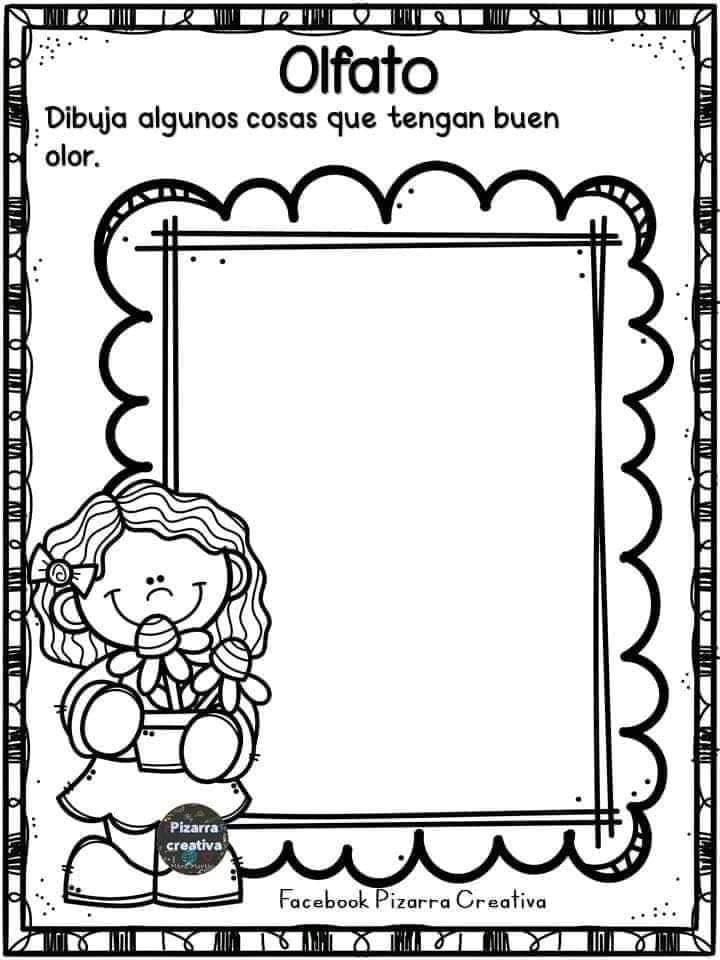 Olfato
Dibuja algunos cosas que tengan buen
olor.
Pizarra
creativa
Facebook Pizarra Creativa